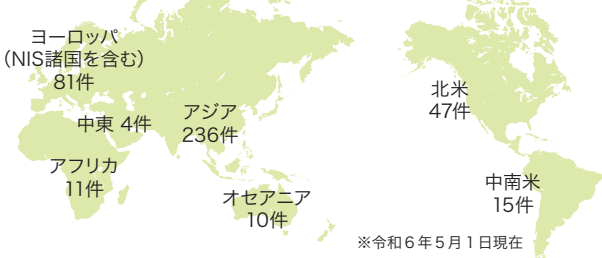 ヨーロッパ
（NIS諸国を含む）
81件
中東 4件
アジア
236件
アフリカ
11件
オセアニア
10件
北米
47件
中南米
15件
※令和６年５月１日現在